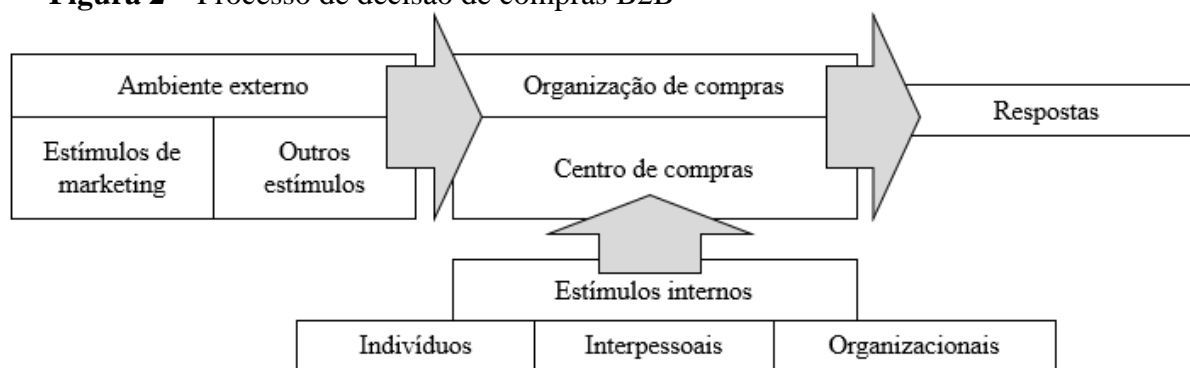 Figura 2 – Processo de decisão de compras B2B
Ambiente externo
Organização de compras
Respostas
Estímulos de
marketing
Outros
estímulos
Centro de compras
Estímulos internos
Indivíduos
Interpessoais
Organizacionais